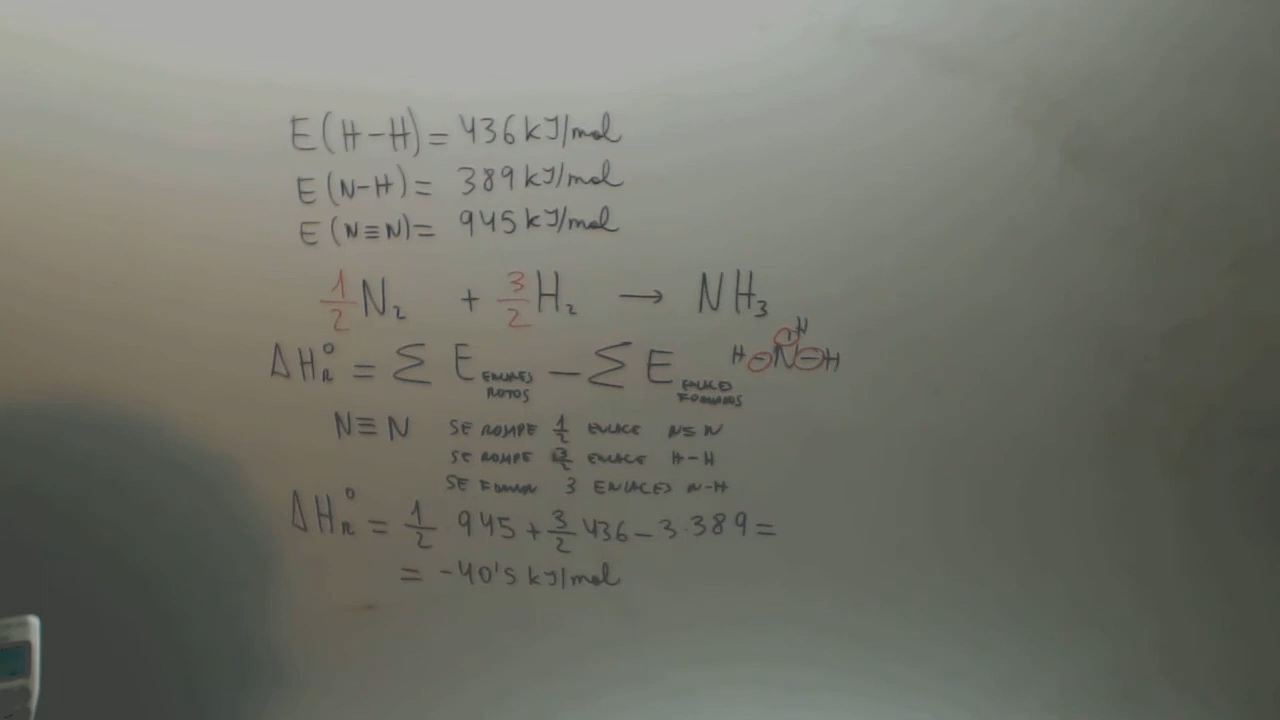 E(H-H)= 436 kJ/mol
E(N-H)= 389 kJ/mol
E(N≡N)= 945 kJ/mol
1/2 N₂ + 3/2 H₂ → NH₃
ΔH°ᵣ = Σ E ENLACES ROTOS - Σ E ENLACES FORMADOS
H-N-H
H
N≡N SE ROMPE 1/2 ENLACE N≡N
SE ROMPE 3/2 ENLACE H-H
SE FORMAN 3 ENLACES N-H
ΔH°ᵣ = 1/2 945 + 3/2 436 - 3·389 =
= -40'5 kJ/mol